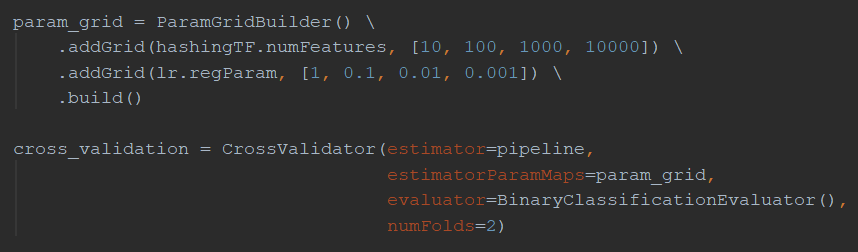 param_grid = ParamGridBuilder() \
    .addGrid(hashingTF.numFeatures, [10, 100, 1000, 10000]) \
    .addGrid(lr.regParam, [1, 0.1, 0.01, 0.001]) \
    .build()

cross_validation = CrossValidator(estimator=pipeline,
                                  estimatorParamMaps=param_grid,
                                  evaluator=BinaryClassificationEvaluator(),
                                  numFolds=2)